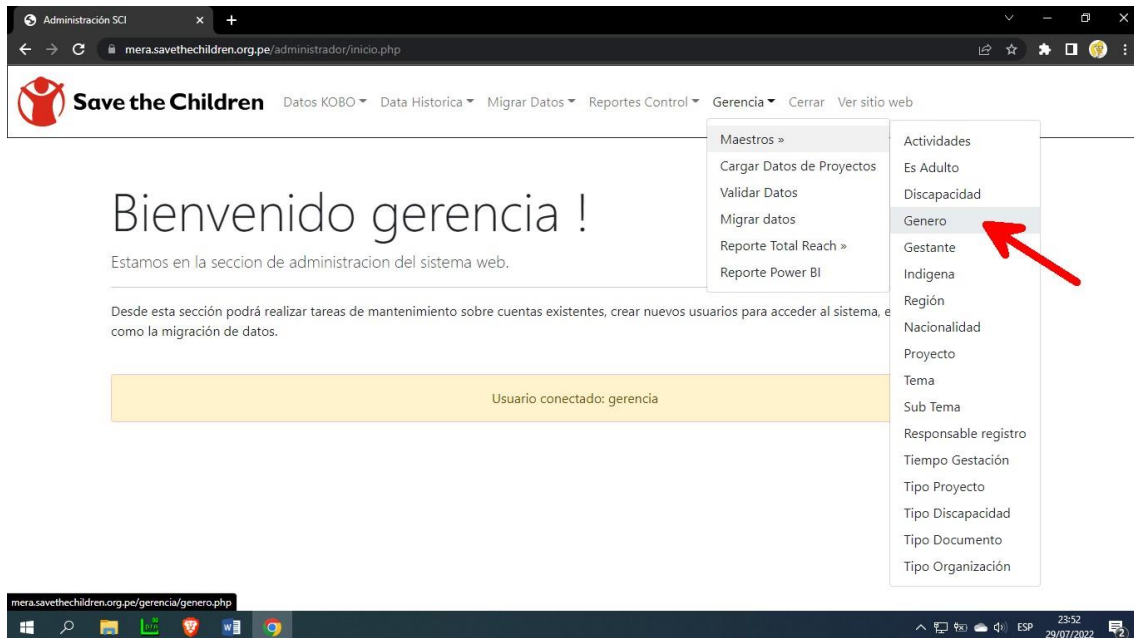 Administración SCI
mera.savethechildren.org.pe/administrador/inicio.php
Save the Children Datos KOBO Data Historica Migrar Datos Reportes Control Gerencia Cerrar Ver sitio web
Maestros »
Cargar Datos de Proyectos
Validar Datos
Migrar datos
Reporte Total Reach »
Reporte Power BI
Actividades
Es Adulto
Discapacidad
Genero
Gestante
Indigena
Región
Nacionalidad
Proyecto
Tema
Sub Tema
Responsable registro
Tiempo Gestación
Tipo Proyecto
Tipo Discapacidad
Tipo Documento
Tipo Organización
Bienvenido gerencia !
Estamos en la seccion de administracion del sistema web.
Desde esta sección podrá realizar tareas de mantenimiento sobre cuentas existentes, crear nuevos usuarios para acceder al sistema, e
como la migración de datos.
Usuario conectado: gerencia
mera.savethechildren.org.pe/gerencia/genero.php
ESP
23:52
29/07/2022
2